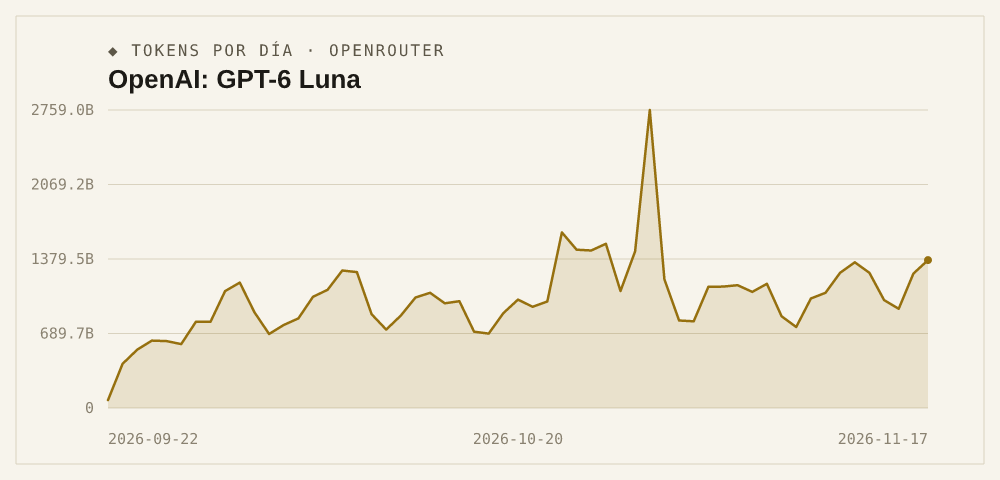 ◆ TOKENS POR DÍA · OPENROUTER
OpenAI: GPT-6 Luna
2759.0B
2069.2B
1379.5B
689.7B
0
2026-09-22 2026-10-20 2026-11-17